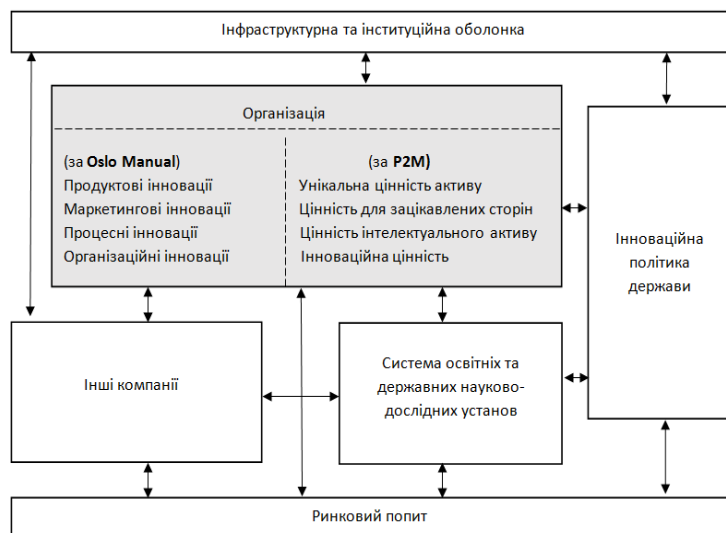 Інфраструктурна та інституційна оболонка
Організація
(за Oslo Manual)
Продуктові інновації
Маркетингові інновації
Процесні інновації
Організаційні інновації
(за P2M)
Унікальна цінність активу
Цінність для зацікавлених сторін
Цінність інтелектуального активу
Інноваційна цінність
Інноваційна
політика
держави
Інші компанії
Система освітніх та
державних науково-
дослідних установ
Ринковий попит